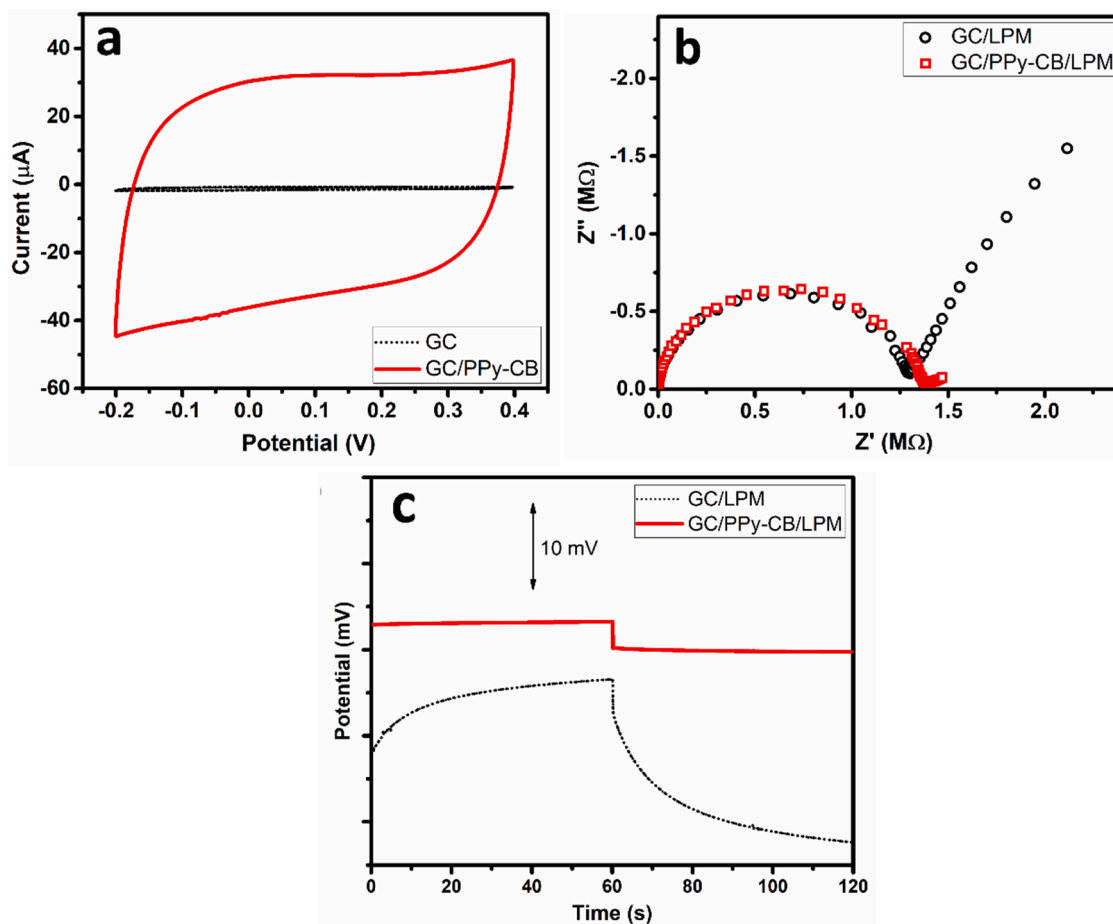 a
40
20
0
-20
-40
-60
Current (μA)
GC
GC/PPy-CB
-0.2 -0.1 0.0 0.1 0.2 0.3 0.4
Potential (V)
b
GC/LPM
GC/PPy-CB/LPM
-2.0
-1.5
-1.0
-0.5
0.0
Z'' (MΩ)
0.0 0.5 1.0 1.5 2.0
Z' (MΩ)
c
GC/LPM
GC/PPy-CB/LPM
10 mV
Potential (mV)
0 20 40 60 80 100 120
Time (s)